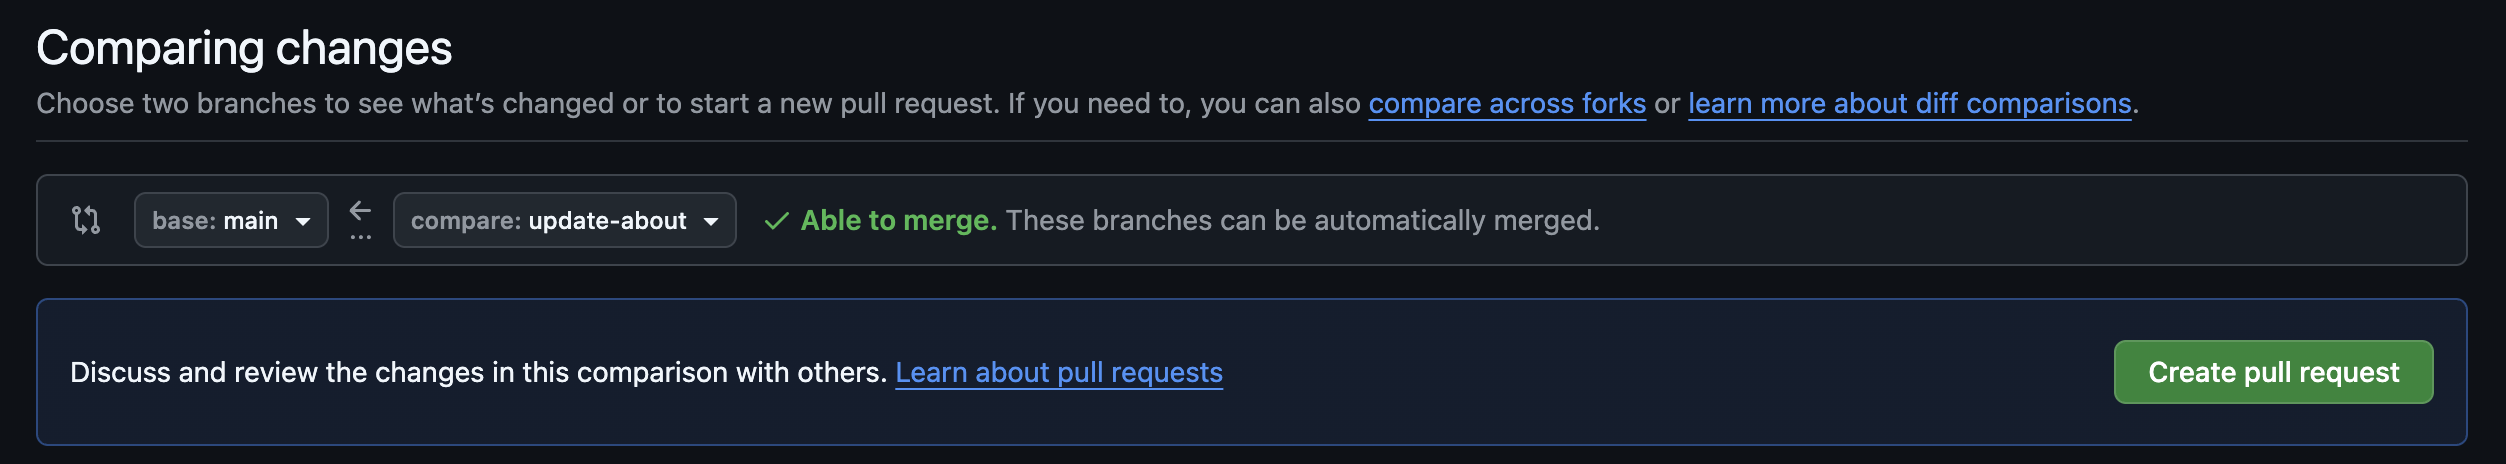 Comparing changes
Choose two branches to see what's changed or to start a new pull request. If you need to, you can also compare across forks or learn more about diff comparisons.
base: main ... compare: update-about Able to merge. These branches can be automatically merged.
Discuss and review the changes in this comparison with others. Learn about pull requests Create pull request